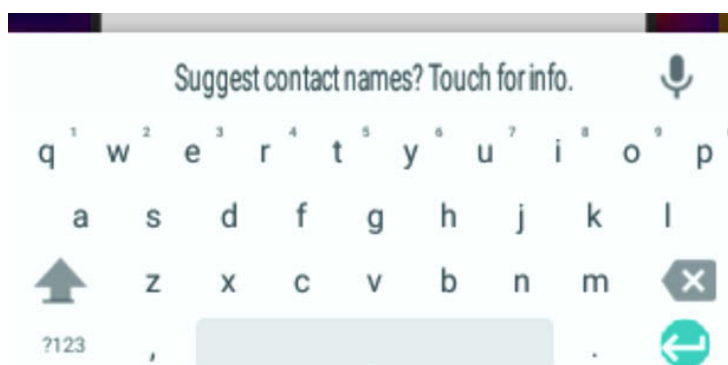 Suggest contact names? Touch for info.
q 1 w 2 e 3 r 4 t 5 y 6 u 7 i 8 o 9 p
a s d f g h j k l
z x c v b n m
?123 , .